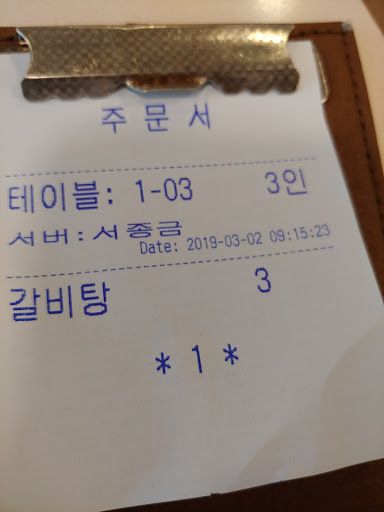 주 문 서
테이블: 1-03 3인
서버:서종금
Date: 2019-03-02 09:15:23
갈비탕 3
* 1 *